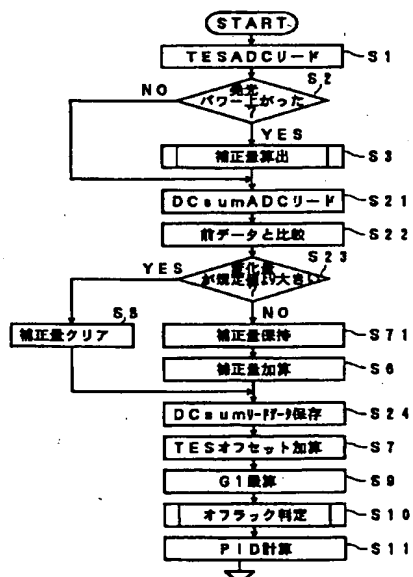 START
TESADCリード
S1
発光
パワー上がった
?
S2
NO
YES
補正量算出
S3
DCsumADCリード
S21
前データと比較
S22
変化量
が規定値より大きい
?
S23
YES
NO
補正量クリア
S8
補正量保持
S71
補正量加算
S6
DCsumリードデータ保存
S24
TESオフセット加算
S7
G1乗算
S9
オフラック判定
S10
PID計算
S11